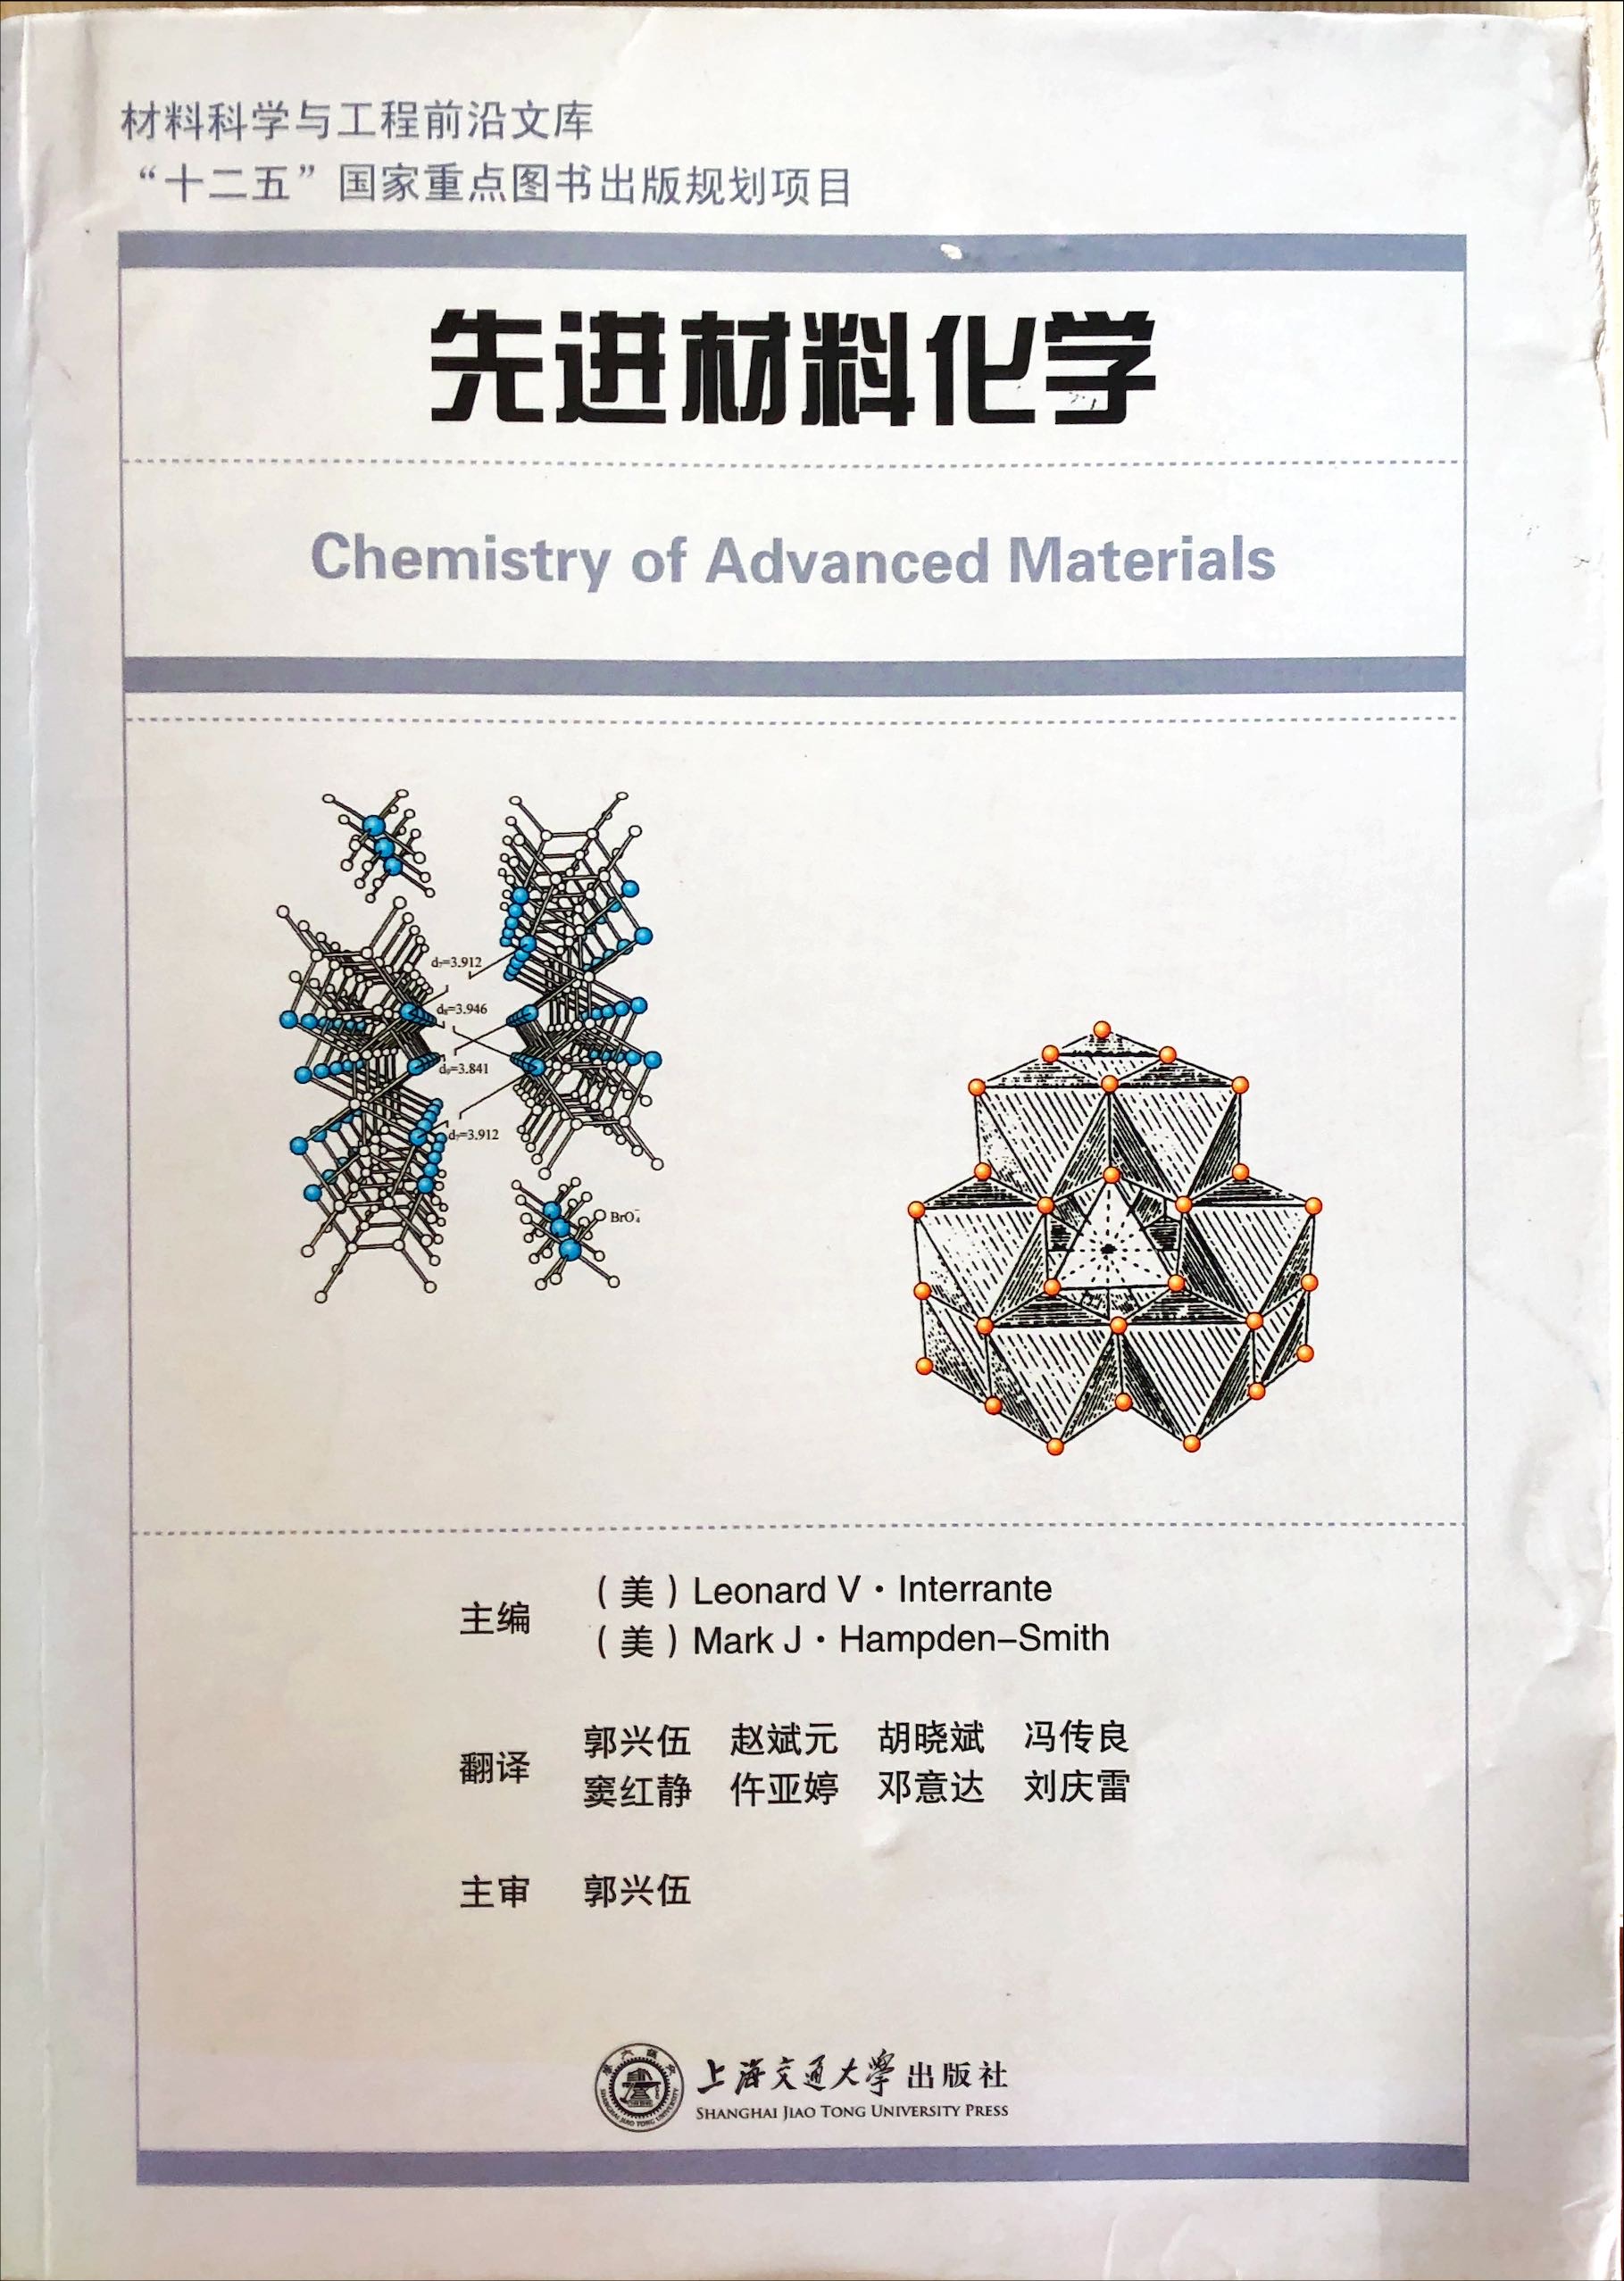 材料科学与工程前沿文库
“十二五”国家重点图书出版规划项目
先进材料化学
Chemistry of Advanced Materials
d₇=3.912
d₈=3.946
d₉=3.841
d₇=3.912
BrO₄⁻
主编
（美）Leonard V·Interrante
（美）Mark J·Hampden–Smith
翻译
郭兴伍 赵斌元 胡晓斌 冯传良
窦红静 仵亚婷 邓意达 刘庆雷
主审 郭兴伍
上海交通大学出版社
SHANGHAI JIAO TONG UNIVERSITY PRESS